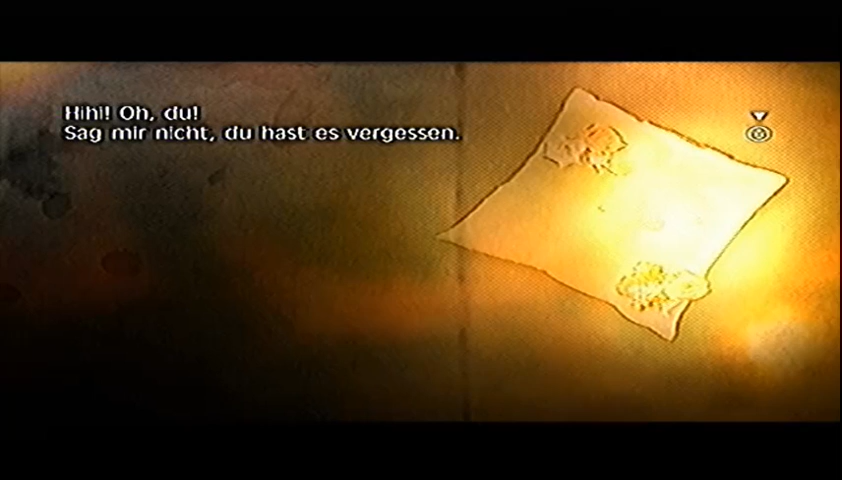 Hihi! Oh, du!
Sag mir nicht, du hast es vergessen.